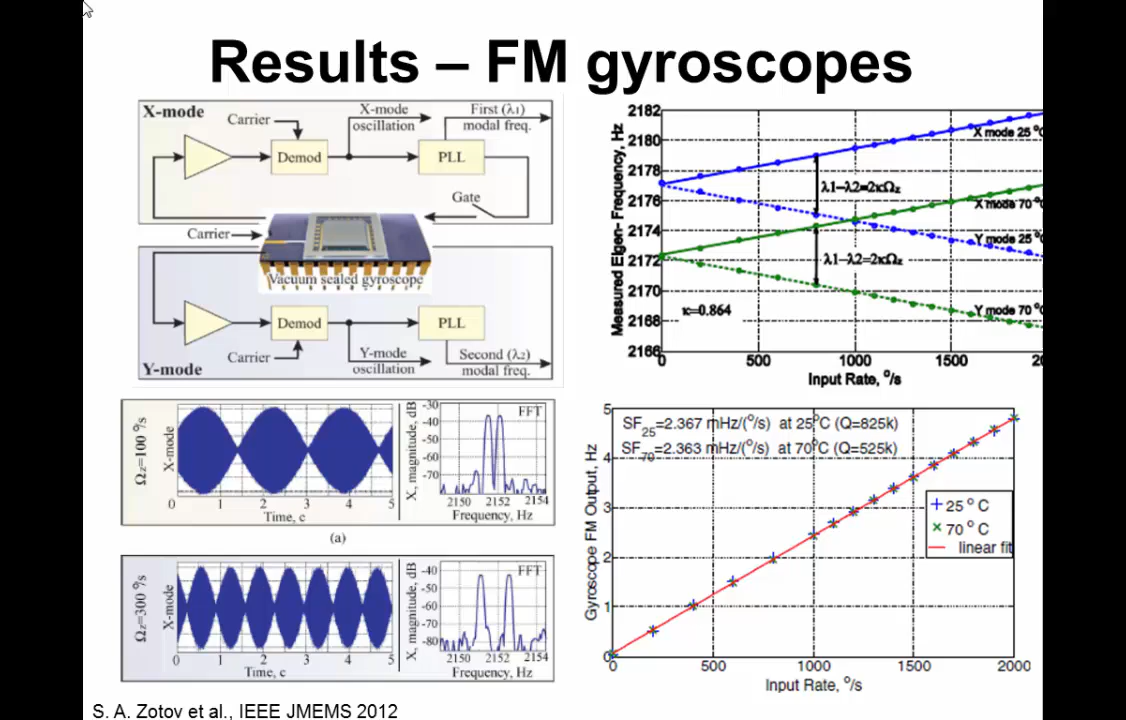 Results – FM gyroscopes
X-mode
Carrier
X-mode
oscillation
First (λ1)
modal freq.
Demod
PLL
Gate
Carrier
Vacuum sealed gyroscope
Demod
PLL
Carrier
Y-mode
oscillation
Second (λ2)
modal freq.
Y-mode
Measured Eigen- Frequency, Hz
2182
2180
2178
2176
2174
2172
2170
2168
2166
X mode 25 °C
λ1–λ2=2κΩz
X mode 70 °C
Y mode 25 °C
λ1–λ2=2κΩz
κ=0.864
Y mode 70 °C
0 500 1000 1500 20
Input Rate, °/s
Ωz=100 °/s
X-mode
0 1 2 3 4 5
Time, c
X, magnitude, dB
-30
-40
-50
-60
-70
FFT
2150 2152 2154
Frequency, Hz
(a)
Ωz=300 °/s
X-mode
0 1 2 3 4 5
Time, c
X, magnitude, dB
-40
-50
-60
-70
-80
FFT
2150 2152 2154
Frequency, Hz
Gyroscope FM Output, Hz
5
4
3
2
1
0
SF25=2.367 mHz/(°/s) at 25°C (Q=825k)
SF70=2.363 mHz/(°/s) at 70°C (Q=525k)
+ 25 °C
× 70 °C
— linear fit
0 500 1000 1500 2000
Input Rate, °/s
S. A. Zotov et al., IEEE JMEMS 2012